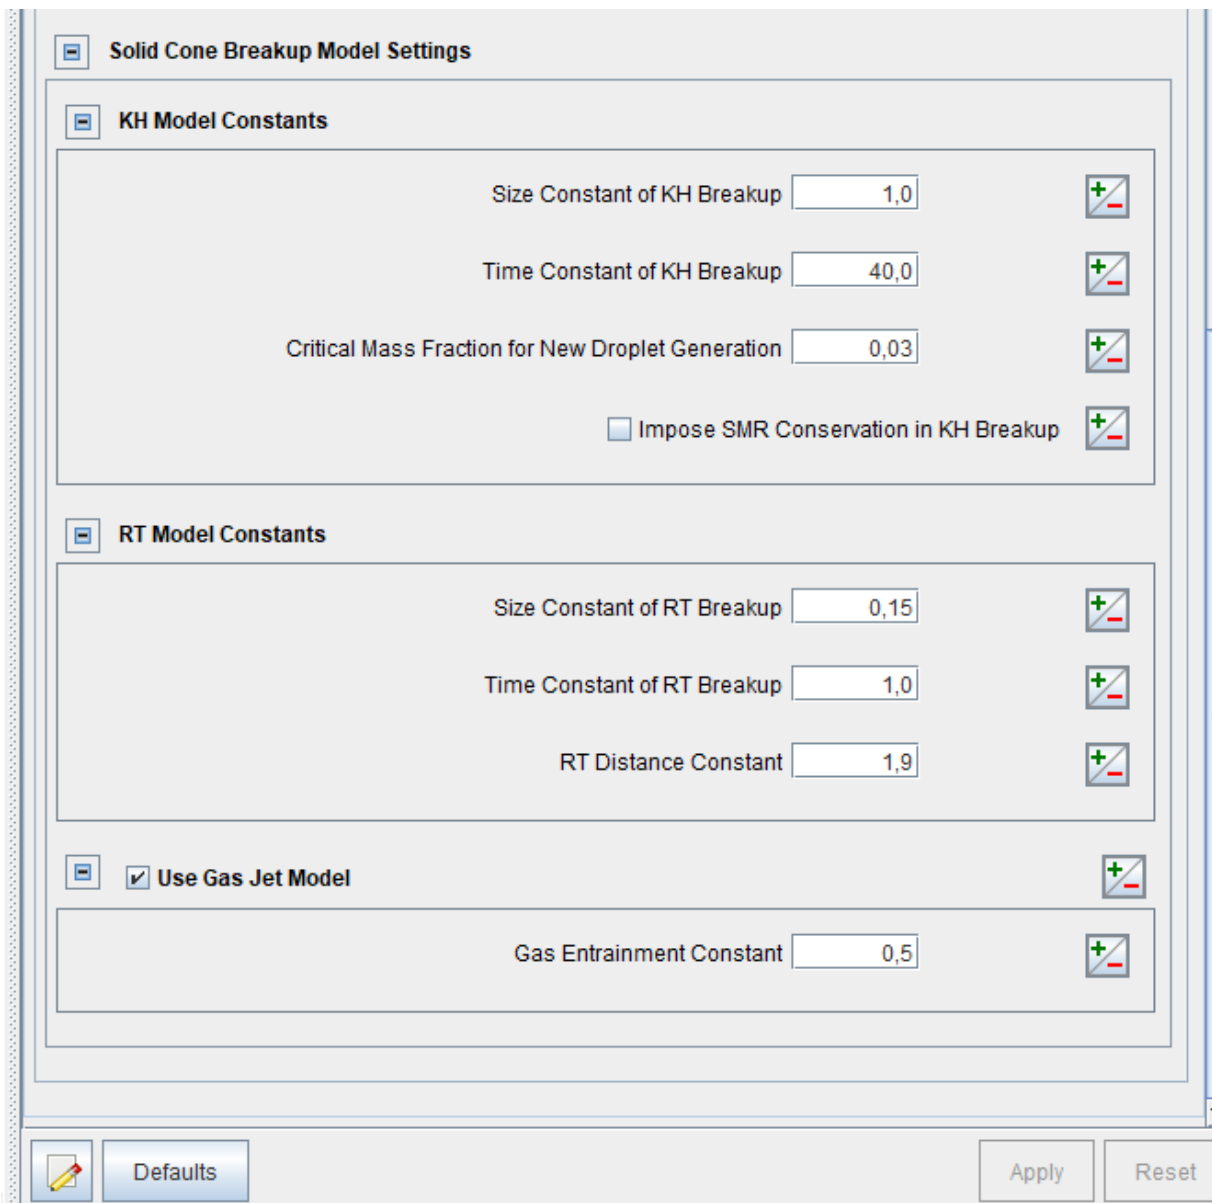 Solid Cone Breakup Model Settings
KH Model Constants
Size Constant of KH Breakup 1,0
Time Constant of KH Breakup 40,0
Critical Mass Fraction for New Droplet Generation 0,03
Impose SMR Conservation in KH Breakup
RT Model Constants
Size Constant of RT Breakup 0,15
Time Constant of RT Breakup 1,0
RT Distance Constant 1,9
Use Gas Jet Model
Gas Entrainment Constant 0,5
Defaults Apply Reset